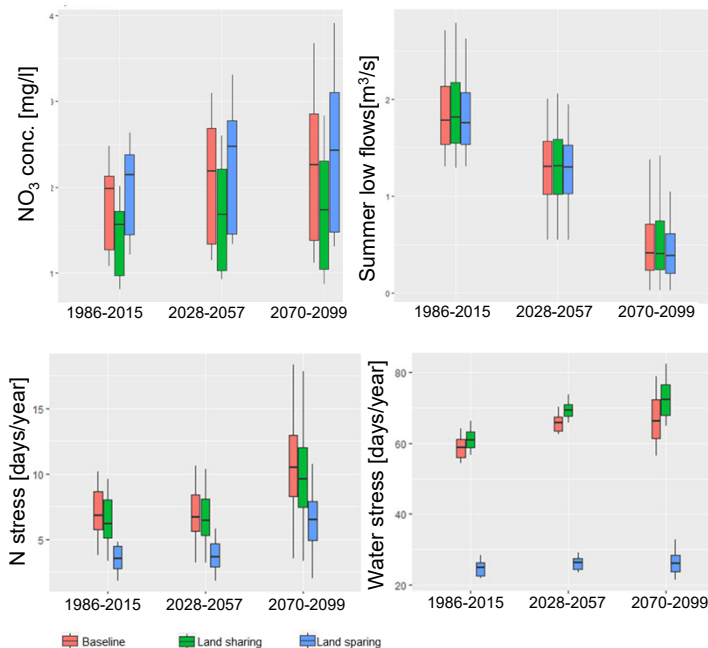 NO3 conc. [mg/l]
4
3
2
1
1986-2015 2028-2057 2070-2099
Summer low flows[m³/s]
2
1
0
1986-2015 2028-2057 2070-2099
N stress [days/year]
15
10
5
1986-2015 2028-2057 2070-2099
Water stress [days/year]
80
60
40
20
1986-2015 2028-2057 2070-2099
Baseline Land sharing Land sparing